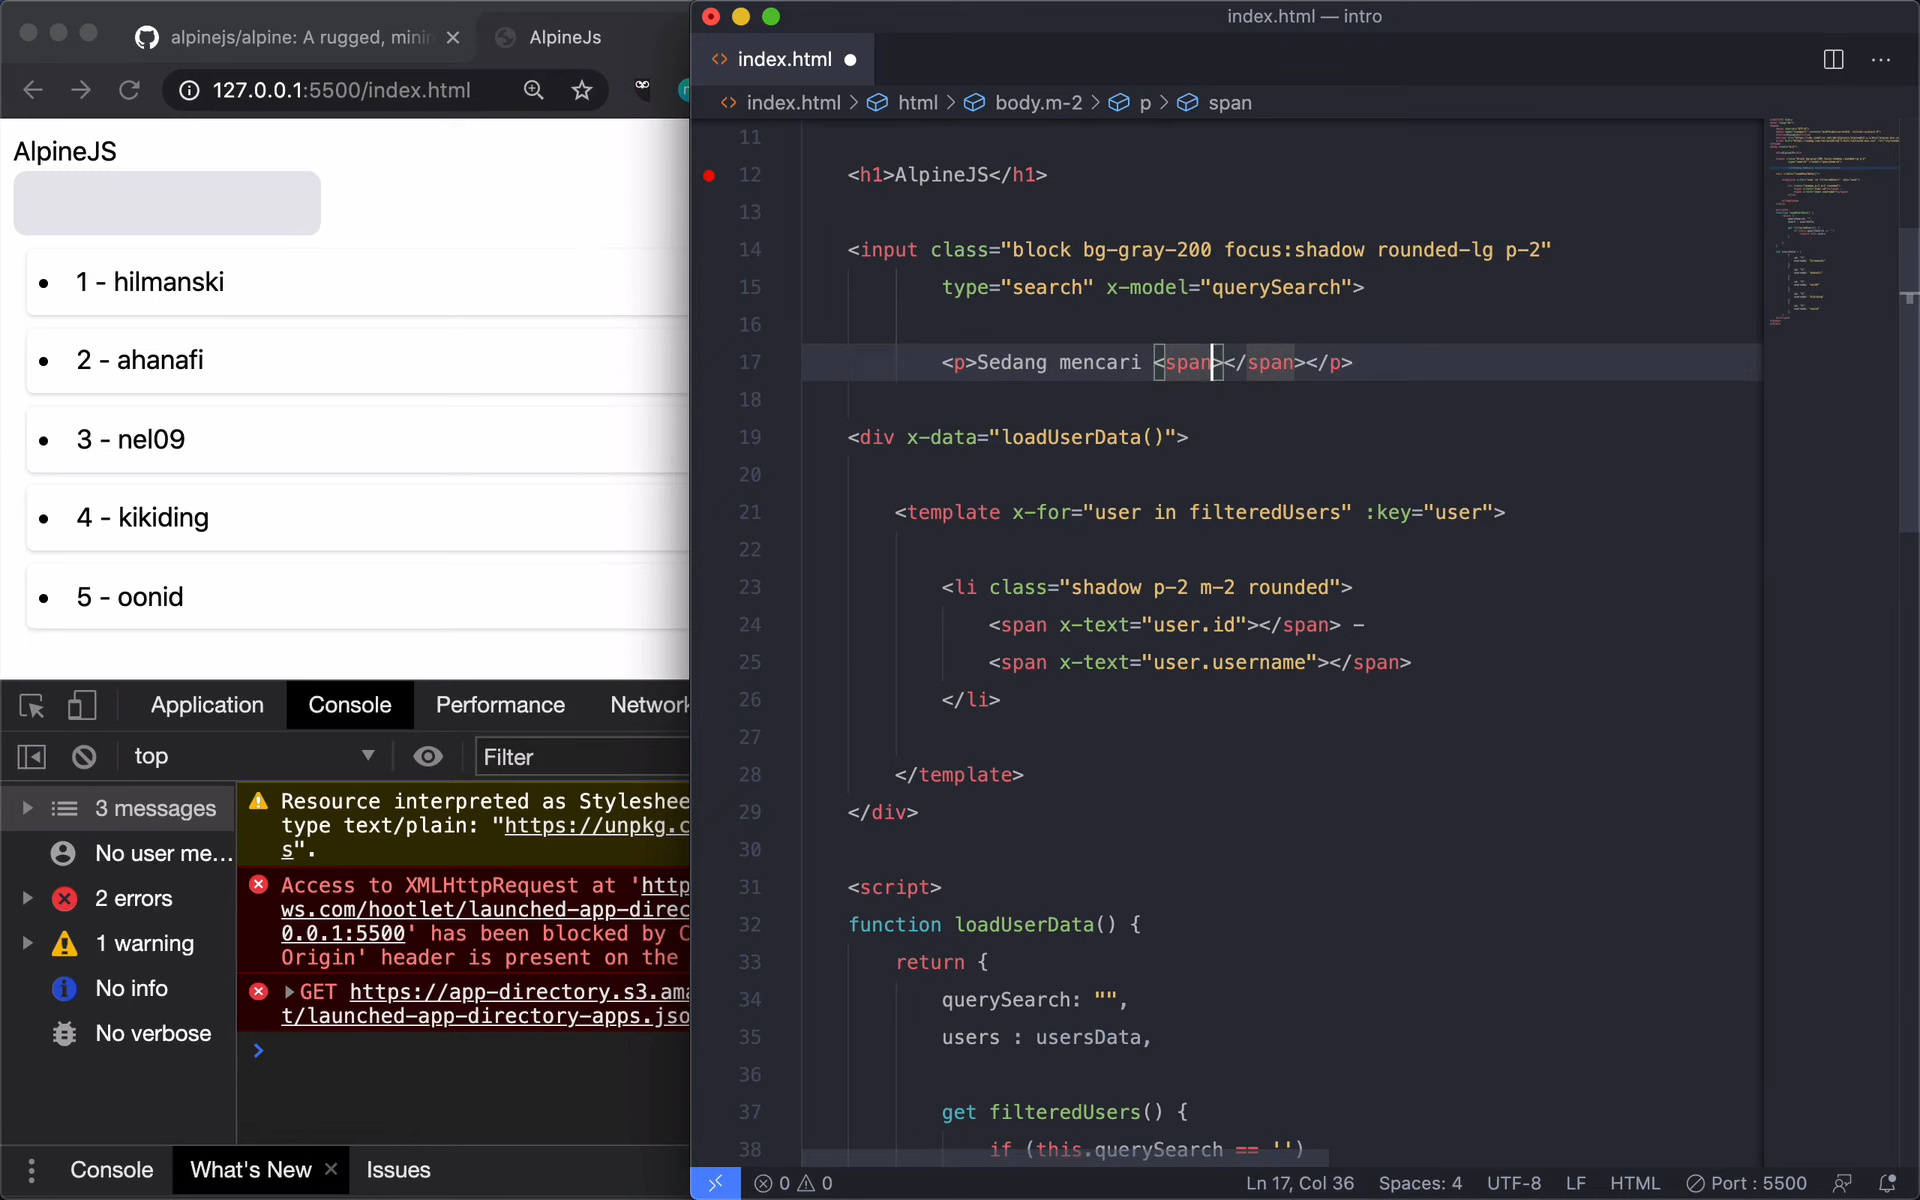 alpinejs/alpine: A rugged, minin
AlpineJs
127.0.0.1:5500/index.html
AlpineJS
1 - hilmanski
2 - ahanafi
3 - nel09
4 - kikiding
5 - oonid
Application
Console
Performance
Network
top
Filter
3 messages
No user me...
2 errors
1 warning
No info
No verbose
Resource interpreted as Styleshee
type text/plain: "https://unpkg.c
s".
Access to XMLHttpRequest at 'http
ws.com/hootlet/launched-app-direc
0.0.1:5500' has been blocked by C
Origin' header is present on the
GET https://app-directory.s3.ama
t/launched-app-directory-apps.jso
Console
What's New
Issues
index.html — intro
index.html
index.html > html > body.m-2 > p > span
11
12 <h1>AlpineJS</h1>
13
14 <input class="block bg-gray-200 focus:shadow rounded-lg p-2"
15 type="search" x-model="querySearch">
16
17 <p>Sedang mencari <span></span></p>
18
19 <div x-data="loadUserData()">
20
21 <template x-for="user in filteredUsers" :key="user">
22
23 <li class="shadow p-2 m-2 rounded">
24 <span x-text="user.id"></span> -
25 <span x-text="user.username"></span>
26 </li>
27
28 </template>
29 </div>
30
31 <script>
32 function loadUserData() {
33 return {
34 querySearch: "",
35 users : usersData,
36
37 get filteredUsers() {
38 if (this.querySearch == '')
0 0
Ln 17, Col 36
Spaces: 4
UTF-8
LF
HTML
Port : 5500